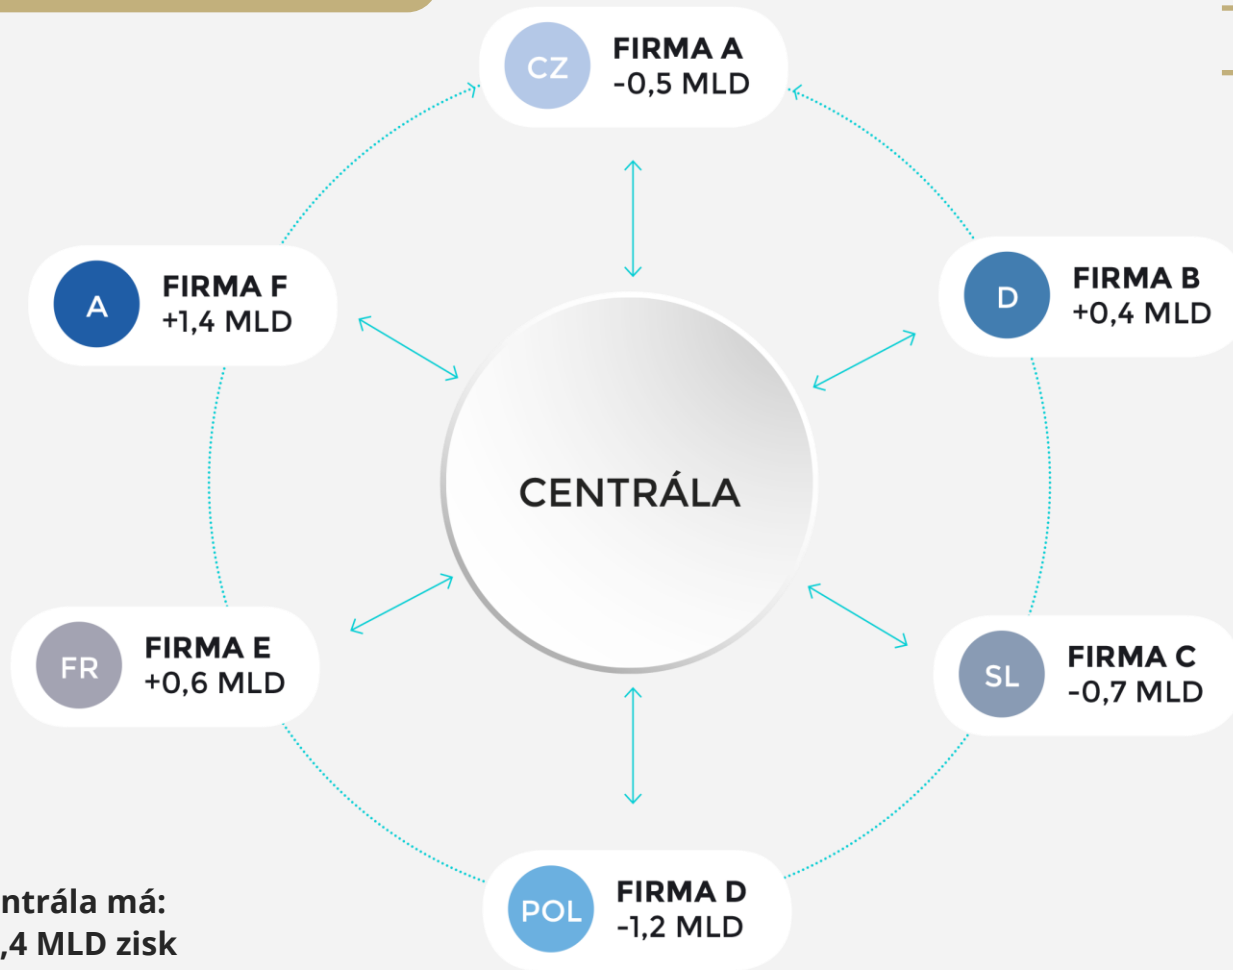 CZ
FIRMA A
-0,5 MLD
A
FIRMA F
+1,4 MLD
D
FIRMA B
+0,4 MLD
CENTRÁLA
FR
FIRMA E
+0,6 MLD
SL
FIRMA C
-0,7 MLD
POL
FIRMA D
-1,2 MLD
ntrála má:
,4 MLD zisk